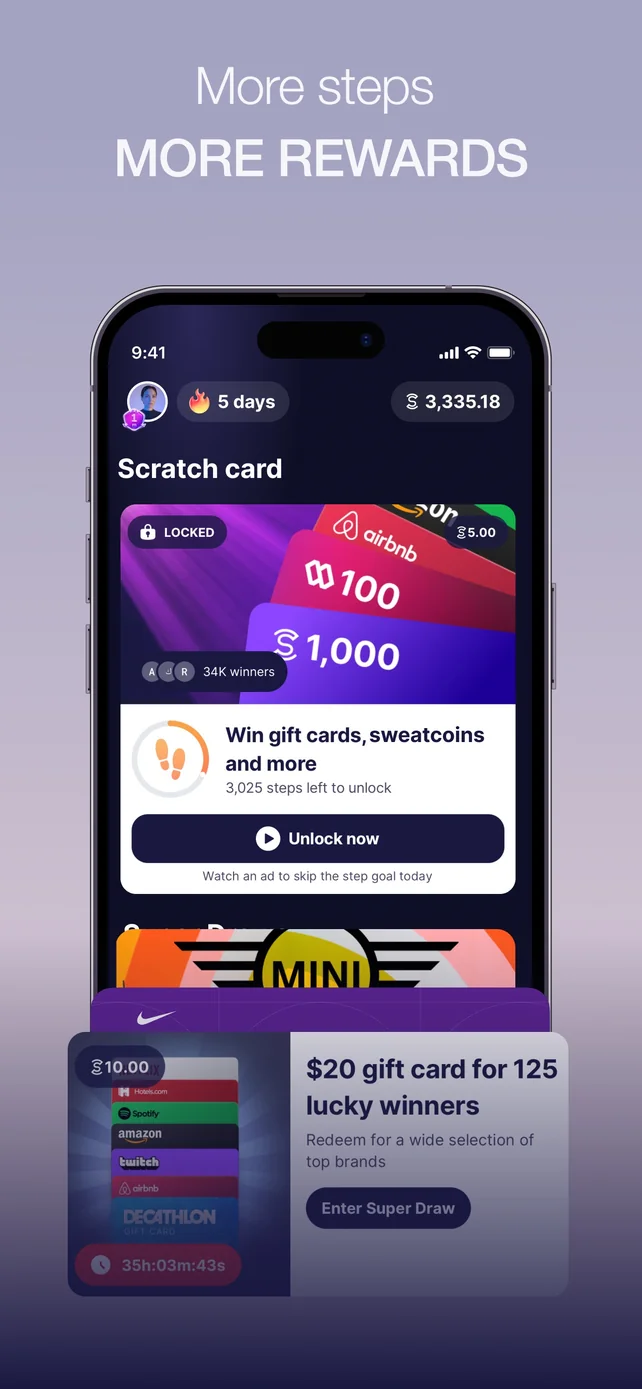 More steps
MORE REWARDS
9:41
5 days
3,335.18
Scratch card
LOCKED
airbnb
5.00
100
1,000
A
R
34K winners
Win gift cards, sweatcoins
and more
3,025 steps left to unlock
Unlock now
Watch an ad to skip the step goal today
MINI
10.00
Hotels.com
Spotify
amazon
twitch
airbnb
DECATHLON
GIFT CARD
35h:03m:43s
$20 gift card for 125
lucky winners
Redeem for a wide selection of
top brands
Enter Super Draw